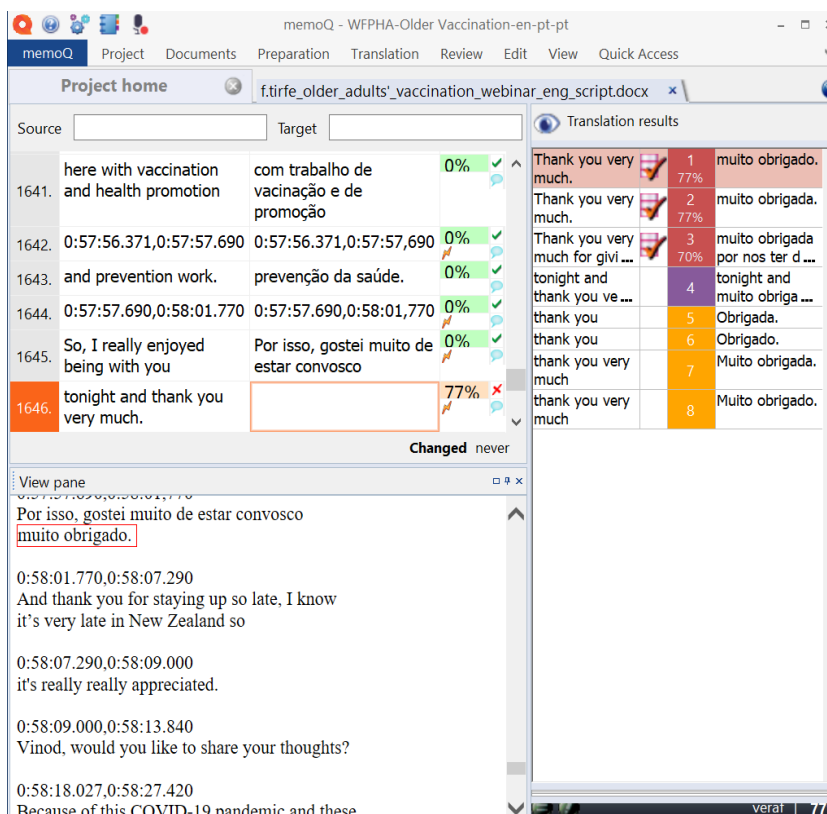 memoQ - WFPHA-Older Vaccination-en-pt-pt
memoQ Project Documents Preparation Translation Review Edit View Quick Access
Project home
f.tirfe_older_adults'_vaccination_webinar_eng_script.docx
Source
Target
1641. here with vaccination and health promotion
com trabalho de vacinação e de promoção
0%
1642. 0:57:56.371,0:57:57.690 0:57:56.371,0:57:57,690 0%
1643. and prevention work. prevenção da saúde. 0%
1644. 0:57:57.690,0:58:01.770 0:57:57.690,0:58:01,770 0%
1645. So, I really enjoyed being with you
Por isso, gostei muito de estar convosco
0%
1646. tonight and thank you very much.
77%
Changed never
View pane
Por isso, gostei muito de estar convosco
muito obrigado.
0:58:01.770,0:58:07.290
And thank you for staying up so late, I know
it's very late in New Zealand so
0:58:07.290,0:58:09.000
it's really really appreciated.
0:58:09.000,0:58:13.840
Vinod, would you like to share your thoughts?
0:58:18.027,0:58:27.420
Because of this COVID-19 pandemic and these
Translation results
Thank you very much. 1 77% muito obrigado.
Thank you very much. 2 77% muito obrigada.
Thank you very much for givi ... 3 70% muito obrigada por nos ter d ...
tonight and thank you ve ... 4 tonight and muito obriga ...
thank you 5 Obrigada.
thank you 6 Obrigado.
thank you very much 7 Muito obrigada.
thank you very much 8 Muito obrigado.
veraf 77